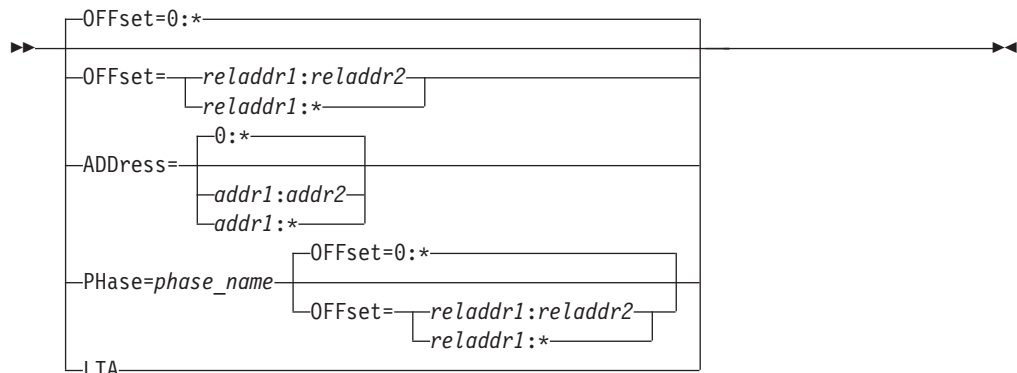 OFFset=0:*
OFFset= reladdr1:reladdr2
reladdr1:*
0:*
ADDress=
addr1:addr2
addr1:*
OFFset=0:*
PHase=phase_name
OFFset= reladdr1:reladdr2
reladdr1:*
LTA